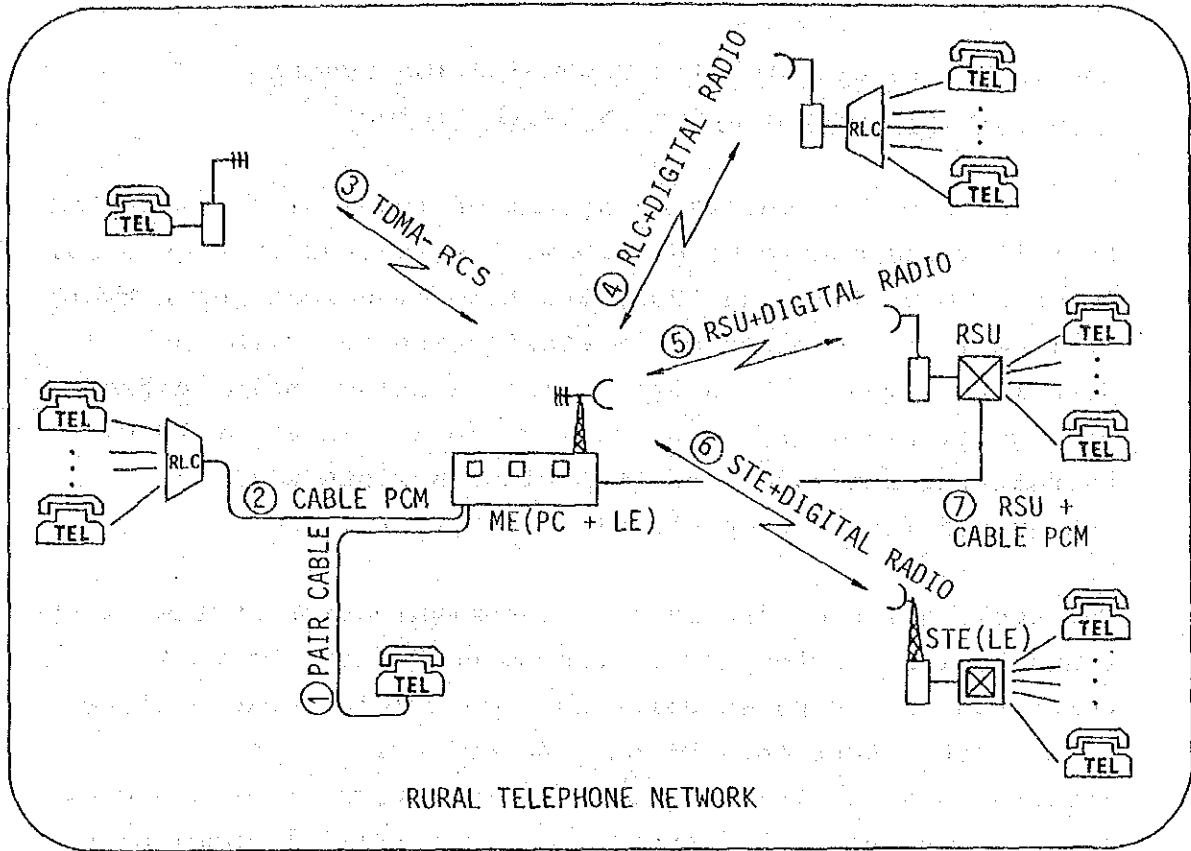 ④ RLC+DIGITAL RADIO
RLC
TEL
TEL
③ TDMA-RCS
TEL
⑤ RSU+DIGITAL RADIO
RSU
TEL
TEL
TEL
TEL
RLC
② CABLE PCM
ME(PC + LE)
⑥ STE+DIGITAL RADIO
⑦ RSU +
CABLE PCM
① PAIR CABLE
TEL
STE(LE)
TEL
TEL
RURAL TELEPHONE NETWORK